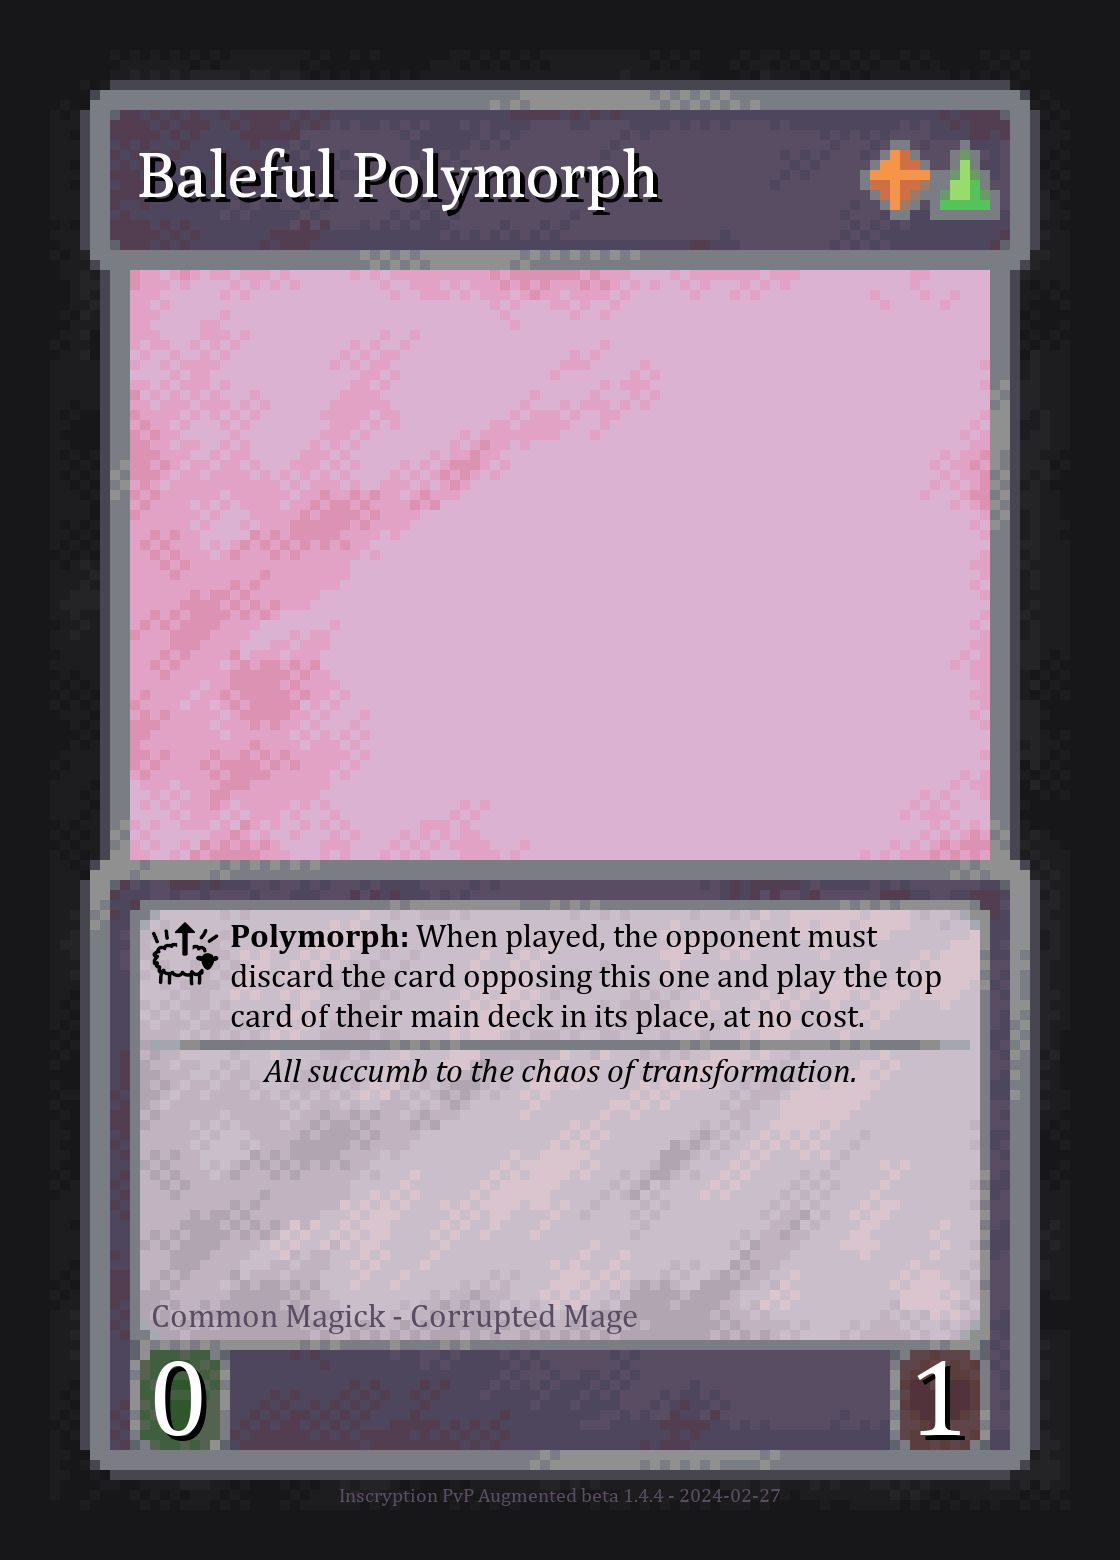 Baleful Polymorph
Polymorph: When played, the opponent must
discard the card opposing this one and play the top
card of their main deck in its place, at no cost.
All succumb to the chaos of transformation.
Common Magick - Corrupted Mage
0
1
Inscryption PvP Augmented beta 1.4.4 - 2024-02-27